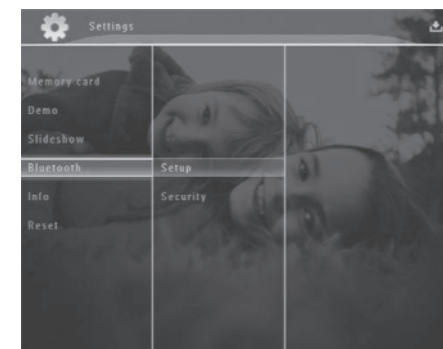 Settings
Memory card
Demo
Slideshow
Bluetooth
Setup
Info
Security
Reset